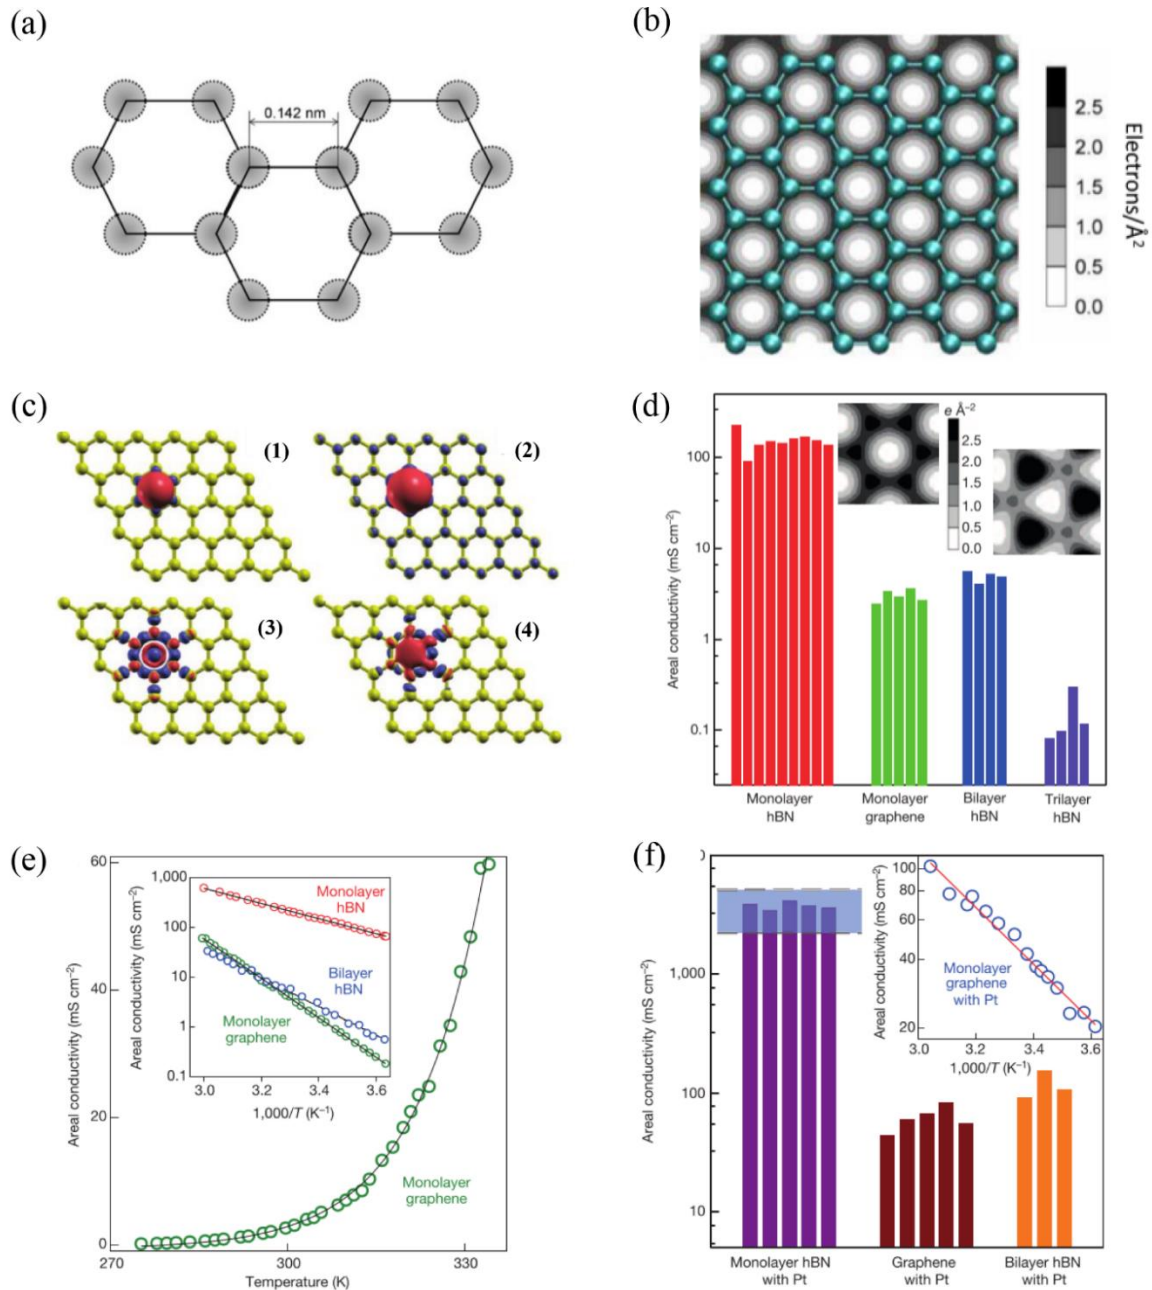 (a)
0.142 nm
(b)
2.5
2.0
1.5
1.0
0.5
0.0
Electrons/Å²
(c)
(1)
(2)
(3)
(4)
(d)
Areal conductivity (mS cm⁻²)
100
10
1
0.1
e Å⁻²
2.5
2.0
1.5
1.0
0.5
0.0
Monolayer
hBN
Monolayer
graphene
Bilayer
hBN
Trilayer
hBN
(e)
Areal conductivity (mS cm⁻²)
60
40
20
0
270
300
330
Temperature (K)
Monolayer
graphene
Areal conductivity (mS cm⁻²)
1,000
100
10
1
0.1
3.0
3.2
3.4
3.6
1,000/T (K⁻¹)
Monolayer
hBN
Bilayer
hBN
Monolayer
graphene
(f)
Areal conductivity (mS cm⁻²)
1,000
100
10
Areal conductivity (mS cm⁻²)
100
80
60
40
20
3.0
3.2
3.4
3.6
1,000/T (K⁻¹)
Monolayer
graphene
with Pt
Monolayer hBN
with Pt
Graphene
with Pt
Bilayer hBN
with Pt